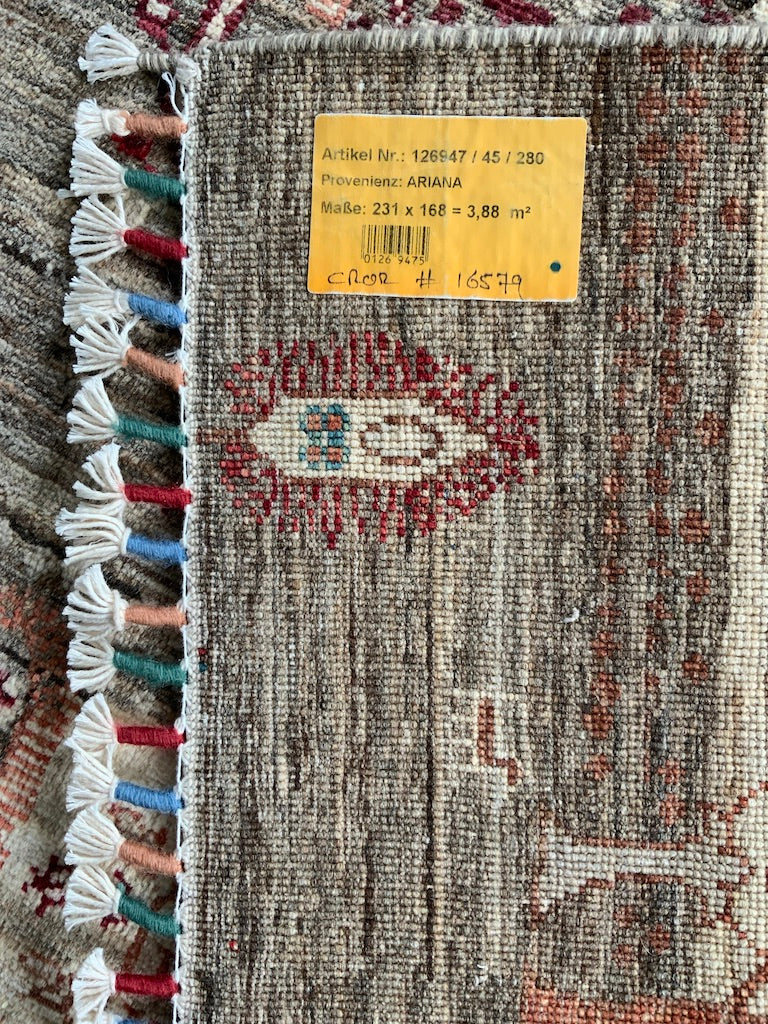 Artikel Nr.: 126947 / 45 / 280
Provenienz: ARIANA
Maße: 231 x 168 = 3,88 m²
0126 9475
CROR # 16579